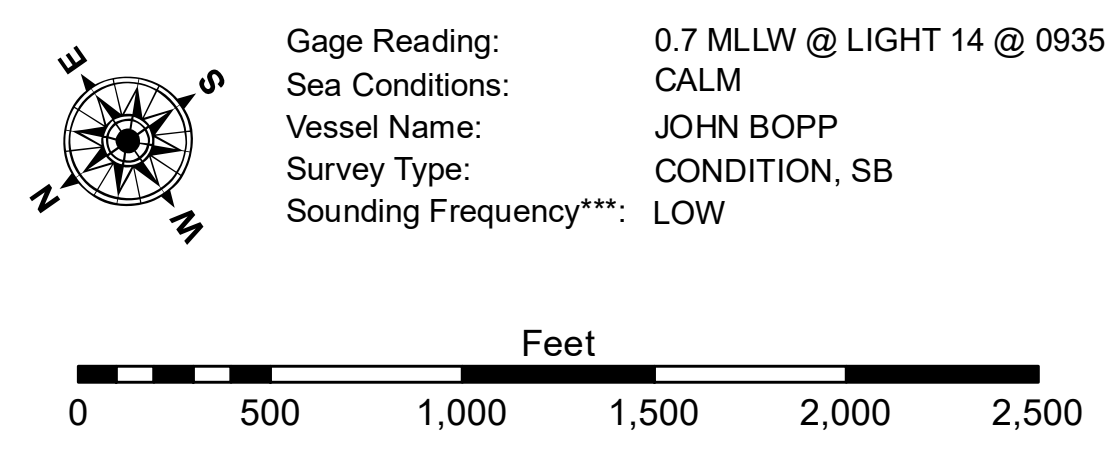 E
S
N
W
Gage Reading: 0.7 MLLW @ LIGHT 14 @ 0935
Sea Conditions: CALM
Vessel Name: JOHN BOPP
Survey Type: CONDITION, SB
Sounding Frequency***: LOW
Feet
0 500 1,000 1,500 2,000 2,500